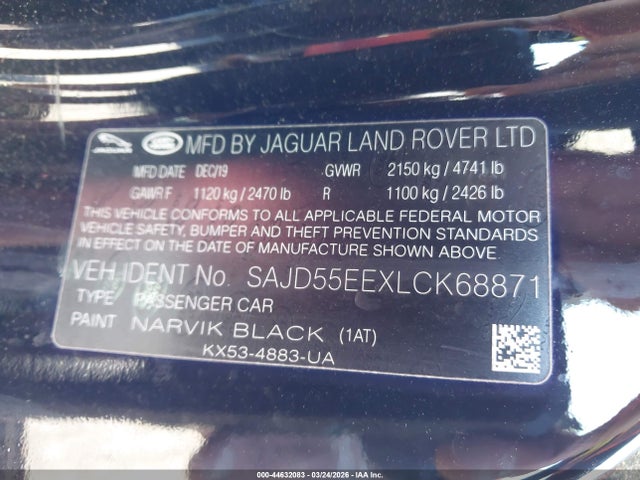 MFD BY JAGUAR LAND ROVER LTD
MFD DATE DEC/19 GVWR 2150 kg / 4741 lb
GAWR F 1120 kg / 2470 lb R 1100 kg / 2426 lb
THIS VEHICLE CONFORMS TO ALL APPLICABLE FEDERAL MOTOR
VEHICLE SAFETY, BUMPER AND THEFT PREVENTION STANDARDS
IN EFFECT ON THE DATE OF MANUFACTURE SHOWN ABOVE.
VEH IDENT No. SAJD55EEXLCK68871
TYPE PASSENGER CAR
PAINT NARVIK BLACK (1AT)
KX53-4883-UA
000-44632083 - 03/24/2026 - IAA Inc.